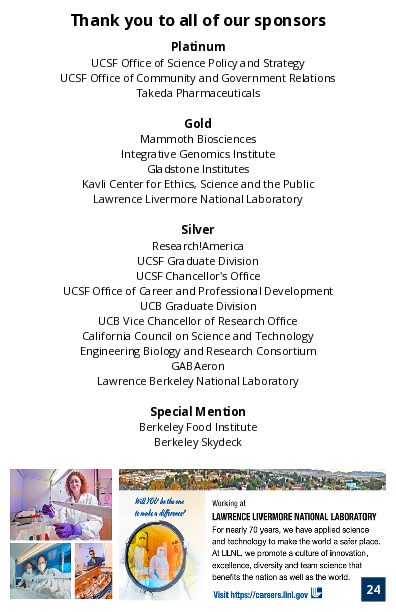 Thank you to all of our sponsors
Platinum
UCSF Office of Science Policy and Strategy
UCSF Office of Community and Government Relations
Takeda Pharmaceuticals
Gold
Mammoth Biosciences
Integrative Genomics Institute
Gladstone Institutes
Kavli Center for Ethics, Science and the Public
Lawrence Livermore National Laboratory
Silver
Research!America
UCSF Graduate Division
UCSF Chancellor's Office
UCSF Office of Career and Professional Development
UCB Graduate Division
UCB Vice Chancellor of Research Office
California Council on Science and Technology
Engineering Biology and Research Consortium
GABAeron
Lawrence Berkeley National Laboratory
Special Mention
Berkeley Food Institute
Berkeley Skydeck
Will YOU be the one
to make a difference?
Working at
LAWRENCE LIVERMORE NATIONAL LABORATORY
For nearly 70 years, we have applied science
and technology to make the world a safer place.
At LLNL, we promote a culture of innovation,
excellence, diversity and team science that
benefits the nation as well as the world.
Visit https://careers.llnl.gov
24